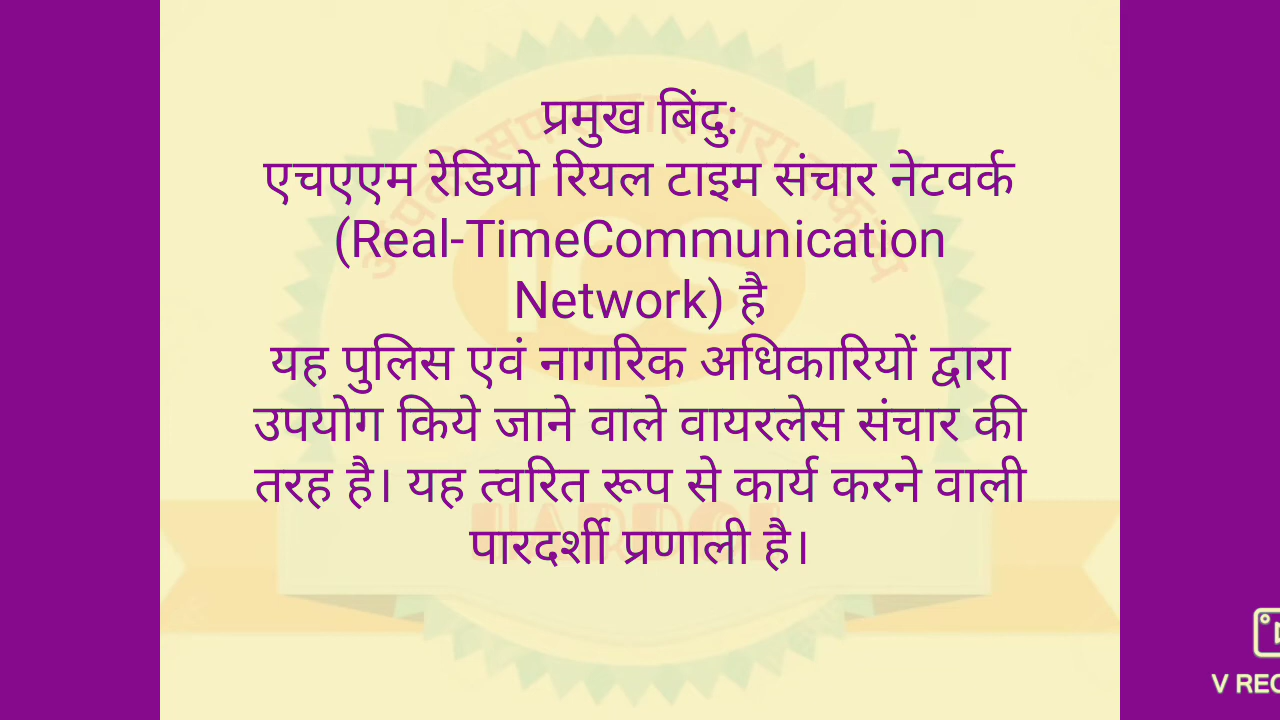 प्रमुख बिंदु:
एचएएम रेडियो रियल टाइम संचार नेटवर्क
(Real-TimeCommunication
Network) है
यह पुलिस एवं नागरिक अधिकारियों द्वारा
उपयोग किये जाने वाले वायरलेस संचार की
तरह है। यह त्वरित रूप से कार्य करने वाली
पारदर्शी प्रणाली है।
ICS
V REC